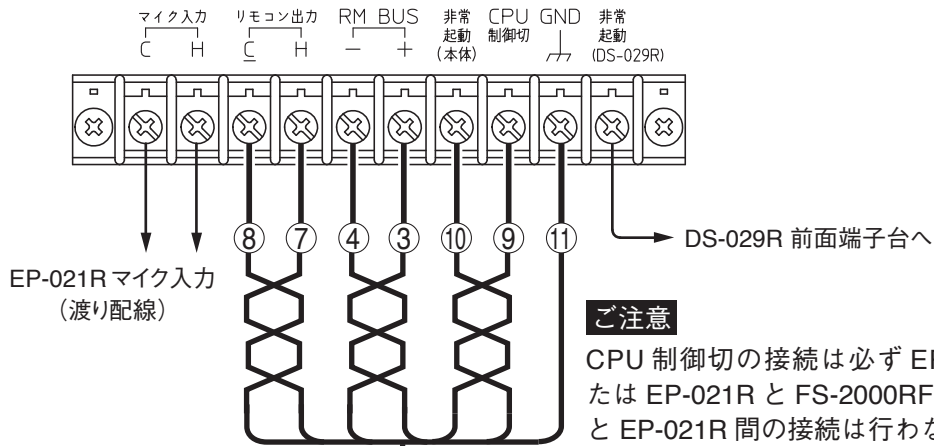 マイク入力 リモコン出力 RM BUS 非常起動(本体) CPU制御切 GND 非常起動(DS-029R)
C H C H − +
⑧ ⑦ ④ ③ ⑩ ⑨ ⑪
DS-029R 前面端子台へ
EP-021R マイク入力
（渡り配線）
ご注意
CPU 制御切の接続は必ず
たは EP-021R と FS-2000RF
と EP-021R 間の接続は行わ